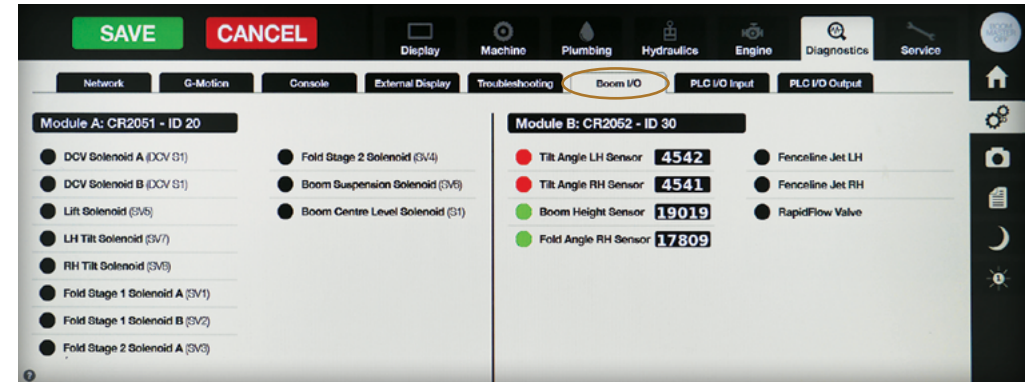 SAVE
CANCEL
Display
Machine
Plumbing
Hydraulics
Engine
Diagnostics
Service
BOOM MASTER OFF
Network
G-Motion
Console
External Display
Troubleshooting
Boom I/O
PLC I/O Input
PLC I/O Output
Module A: CR2051 - ID 20
DCV Solenoid A (DCV S1)
DCV Solenoid B (DCV S1)
Lift Solenoid (SV5)
LH Tilt Solenoid (SV7)
RH Tilt Solenoid (SV8)
Fold Stage 1 Solenoid A (SV1)
Fold Stage 1 Solenoid B (SV2)
Fold Stage 2 Solenoid A (SV3)
Fold Stage 2 Solenoid (SV4)
Boom Suspension Solenoid (SV6)
Boom Centre Level Solenoid (S1)
Module B: CR2052 - ID 30
Tilt Angle LH Sensor 4542
Tilt Angle RH Sensor 4541
Boom Height Sensor 19019
Fold Angle RH Sensor 17809
Fenceline Jet LH
Fenceline Jet RH
RapidFlow Valve